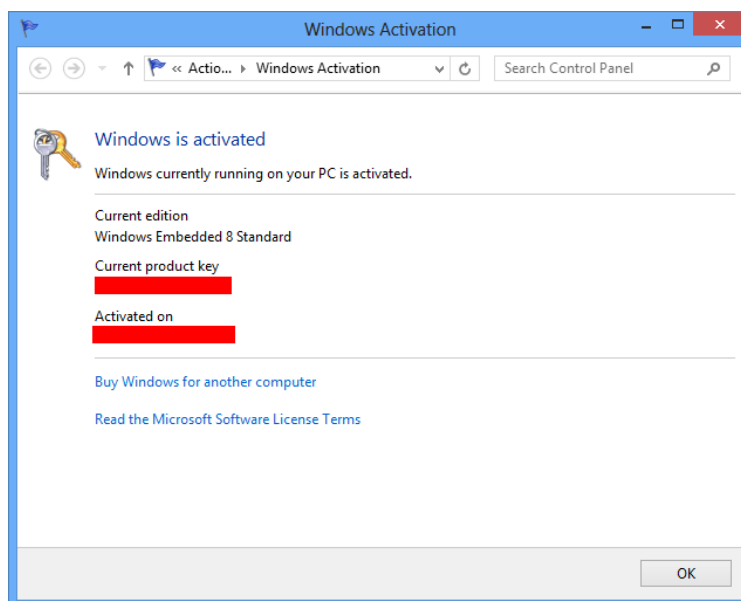 Windows Activation
« Actio... Windows Activation Search Control Panel
Windows is activated
Windows currently running on your PC is activated.
Current edition
Windows Embedded 8 Standard
Current product key
Activated on
Buy Windows for another computer
Read the Microsoft Software License Terms
OK